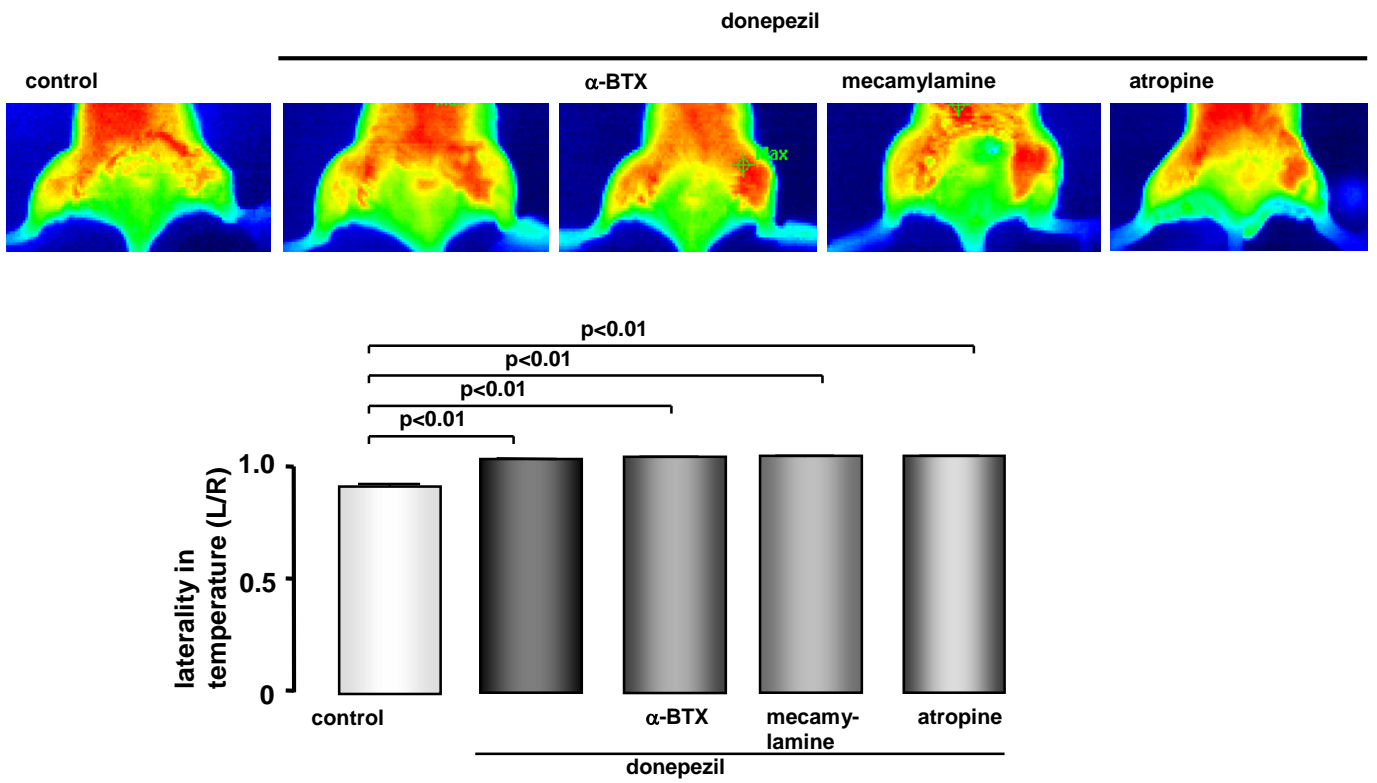 donepezil
control
α-BTX
mecamylamine
atropine
Max
p<0.01
p<0.01
p<0.01
p<0.01
1.0
0.5
0
laterality in
temperature (L/R)
control
α-BTX
mecamy-
lamine
atropine
donepezil